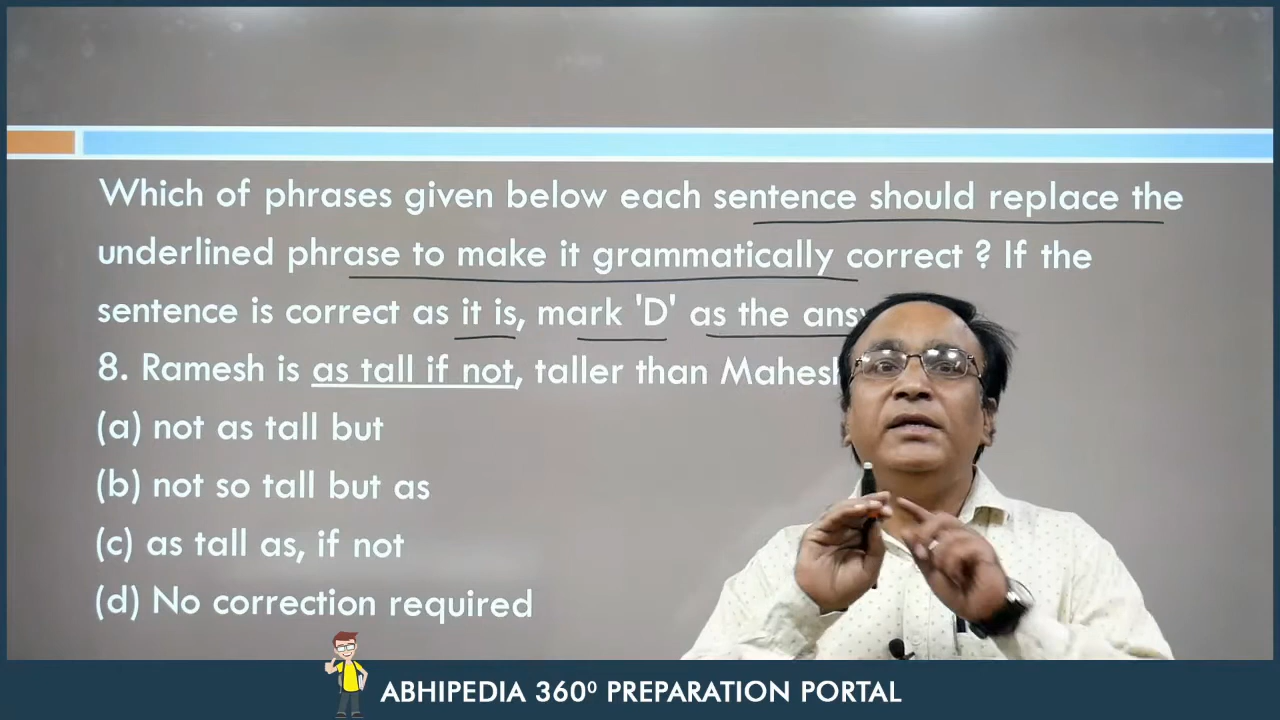 Which of phrases given below each sentence should replace the
underlined phrase to make it grammatically correct ? If the
sentence is correct as it is, mark 'D' as the
8. Ramesh is as tall if not, taller than Mahesh
(a) not as tall but
(b) not so tall but as
(c) as tall as, if not
(d) No correction required
ABHIPEDIA 360⁰ PREPARATION PORTAL